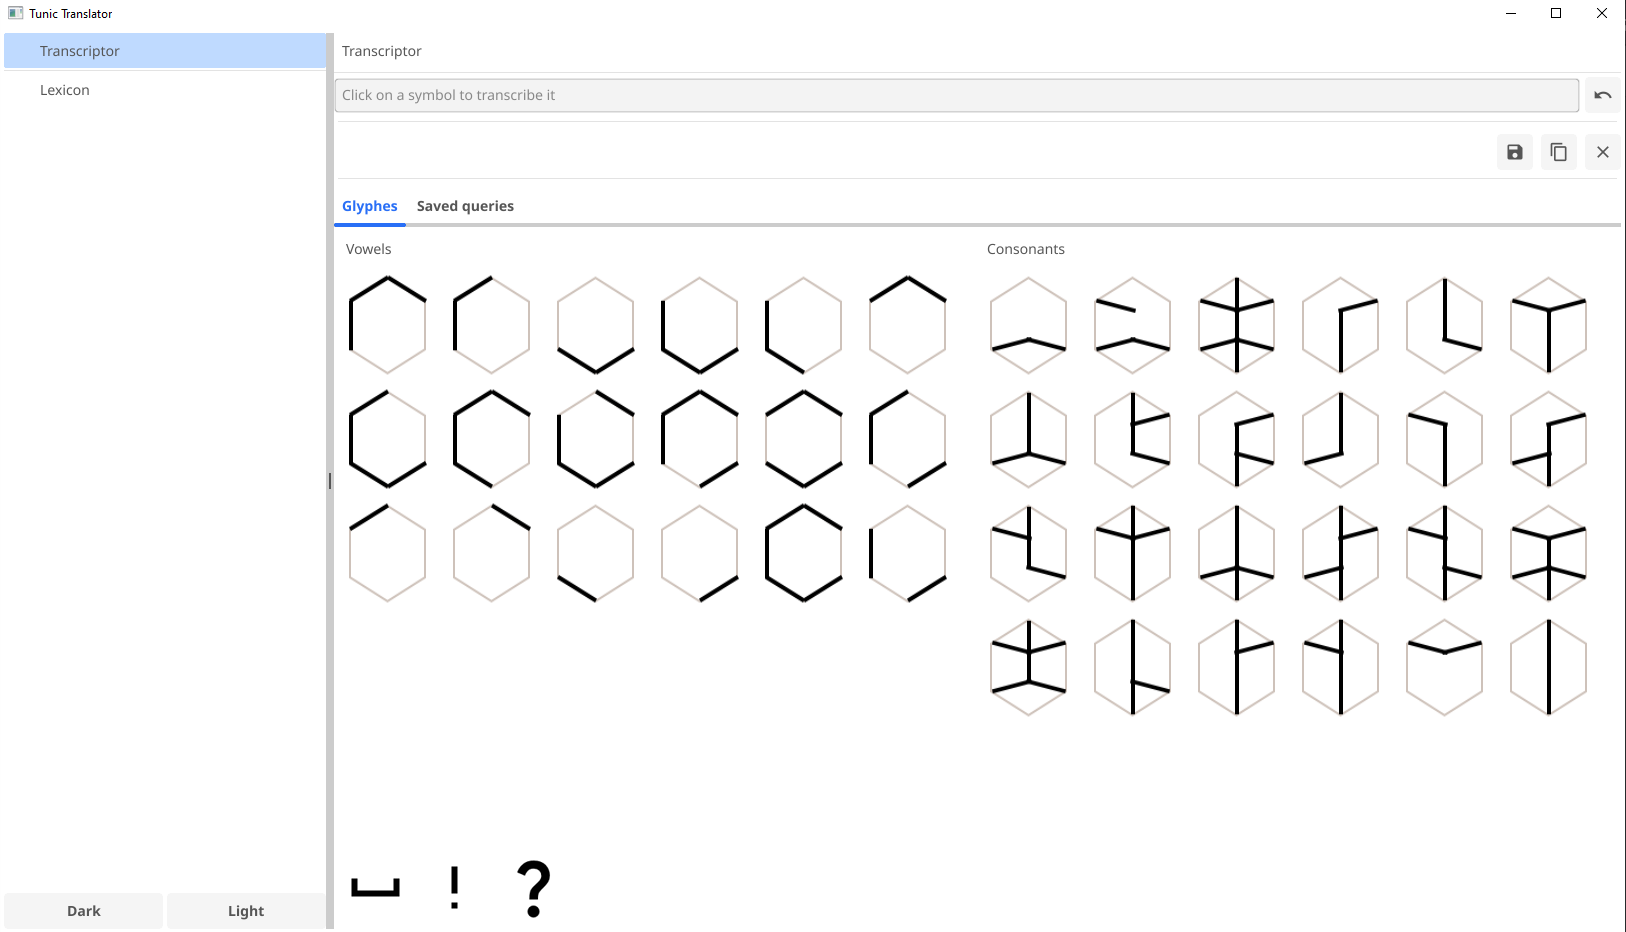 Tunic Translator
Transcriptor
Lexicon
Transcriptor
Click on a symbol to transcribe it
Glyphes Saved queries
Vowels
Consonants
! ?
Dark
Light